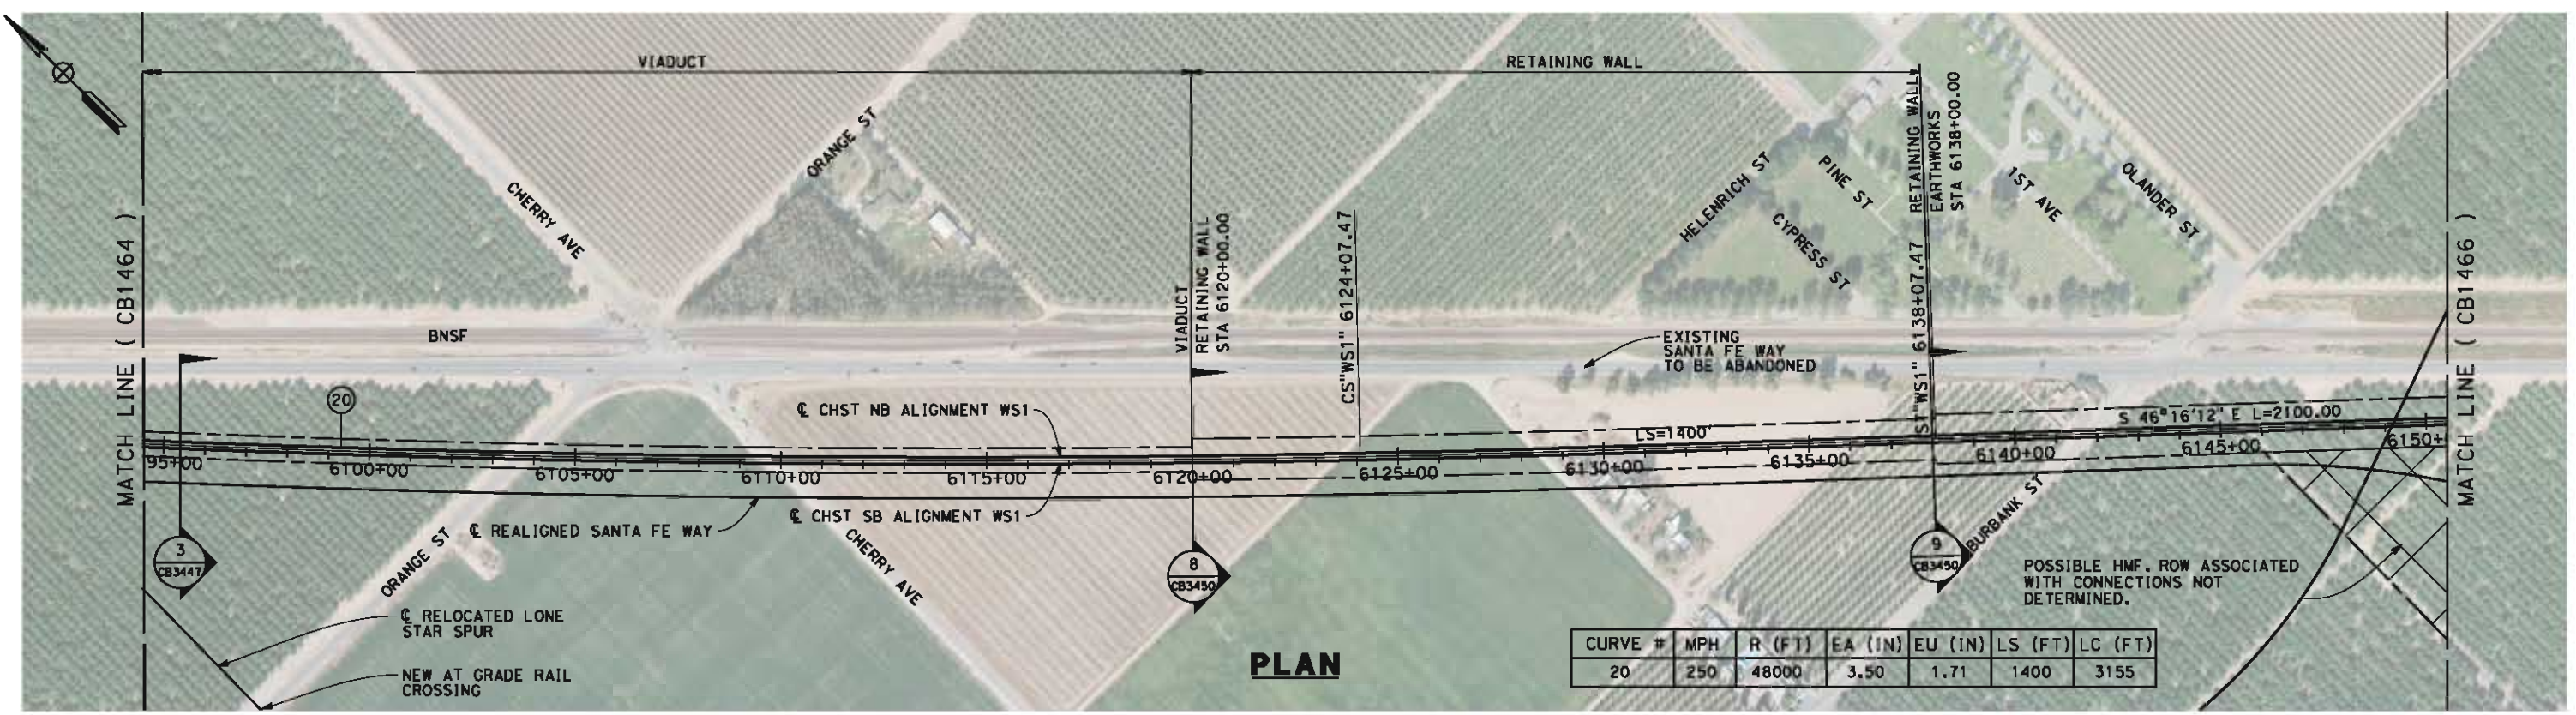 VIADUCT
RETAINING WALL
MATCH LINE ( CB1464 )
CHERRY AVE
ORANGE ST
BNSF
VIADUCT
RETAINING WALL
STA 6120+00.00
CS"WS1" 6124+07.47
HELENRICH ST
PINE ST
CYPRESS ST
RETAINING WALL
EARTHWORKS
STA 6138+00.00
ST"WS1" 6138+07.47
1ST AVE
OLANDER ST
MATCH LINE ( CB1466 )
EXISTING
SANTA FE WAY
TO BE ABANDONED
20
℄ CHST NB ALIGNMENT WS1
LS=1400'
S 46°16'12" E L=2100.00
95+00
6100+00
6105+00
6110+00
6115+00
6120+00
6125+00
6130+00
6135+00
6140+00
6145+00
6150+
℄ CHST SB ALIGNMENT WS1
℄ REALIGNED SANTA FE WAY
ORANGE ST
CHERRY AVE
BURBANK ST
3
CB3447
8
CB3450
9
CB3450
POSSIBLE HMF. ROW ASSOCIATED
WITH CONNECTIONS NOT
DETERMINED.
℄ RELOCATED LONE
STAR SPUR
NEW AT GRADE RAIL
CROSSING
PLAN
CURVE # MPH R (FT) EA (IN) EU (IN) LS (FT) LC (FT)
20 250 48000 3.50 1.71 1400 3155